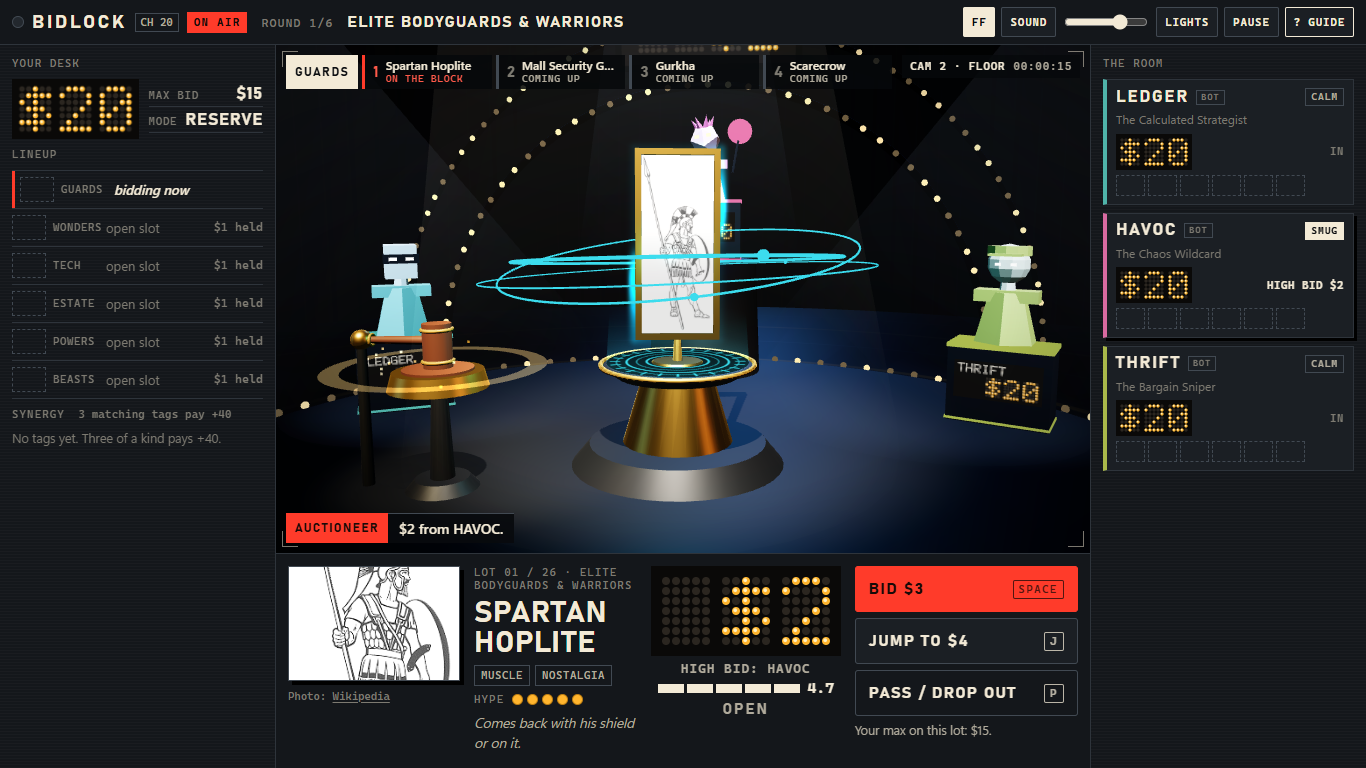 BIDLOCK CH 20 ON AIR ROUND 1/6 ELITE BODYGUARDS & WARRIORS FF SOUND LIGHTS PAUSE ? GUIDE
YOUR DESK
$20
MAX BID $15
MODE RESERVE
LINEUP
GUARDS bidding now
WONDERS open slot $1 held
TECH open slot $1 held
ESTATE open slot $1 held
POWERS open slot $1 held
BEASTS open slot $1 held
SYNERGY 3 matching tags pay +40
No tags yet. Three of a kind pays +40.
GUARDS
1 Spartan Hoplite
ON THE BLOCK
2 Mall Security G...
COMING UP
3 Gurkha
COMING UP
4 Scarecrow
COMING UP
CAM 2 · FLOOR 00:00:15
LEDGER
THRIFT
$20
AUCTIONEER $2 from HAVOC.
Photo: Wikipedia
LOT 01 / 26 · ELITE
BODYGUARDS & WARRIORS
SPARTAN
HOPLITE
MUSCLE NOSTALGIA
HYPE
Comes back with his shield
or on it.
$2
HIGH BID: HAVOC
4.7
OPEN
BID $3 SPACE
JUMP TO $4 J
PASS / DROP OUT P
Your max on this lot: $15.
THE ROOM
LEDGER BOT CALM
The Calculated Strategist
$20 IN
HAVOC BOT SMUG
The Chaos Wildcard
$20 HIGH BID $2
THRIFT BOT CALM
The Bargain Sniper
$20 IN